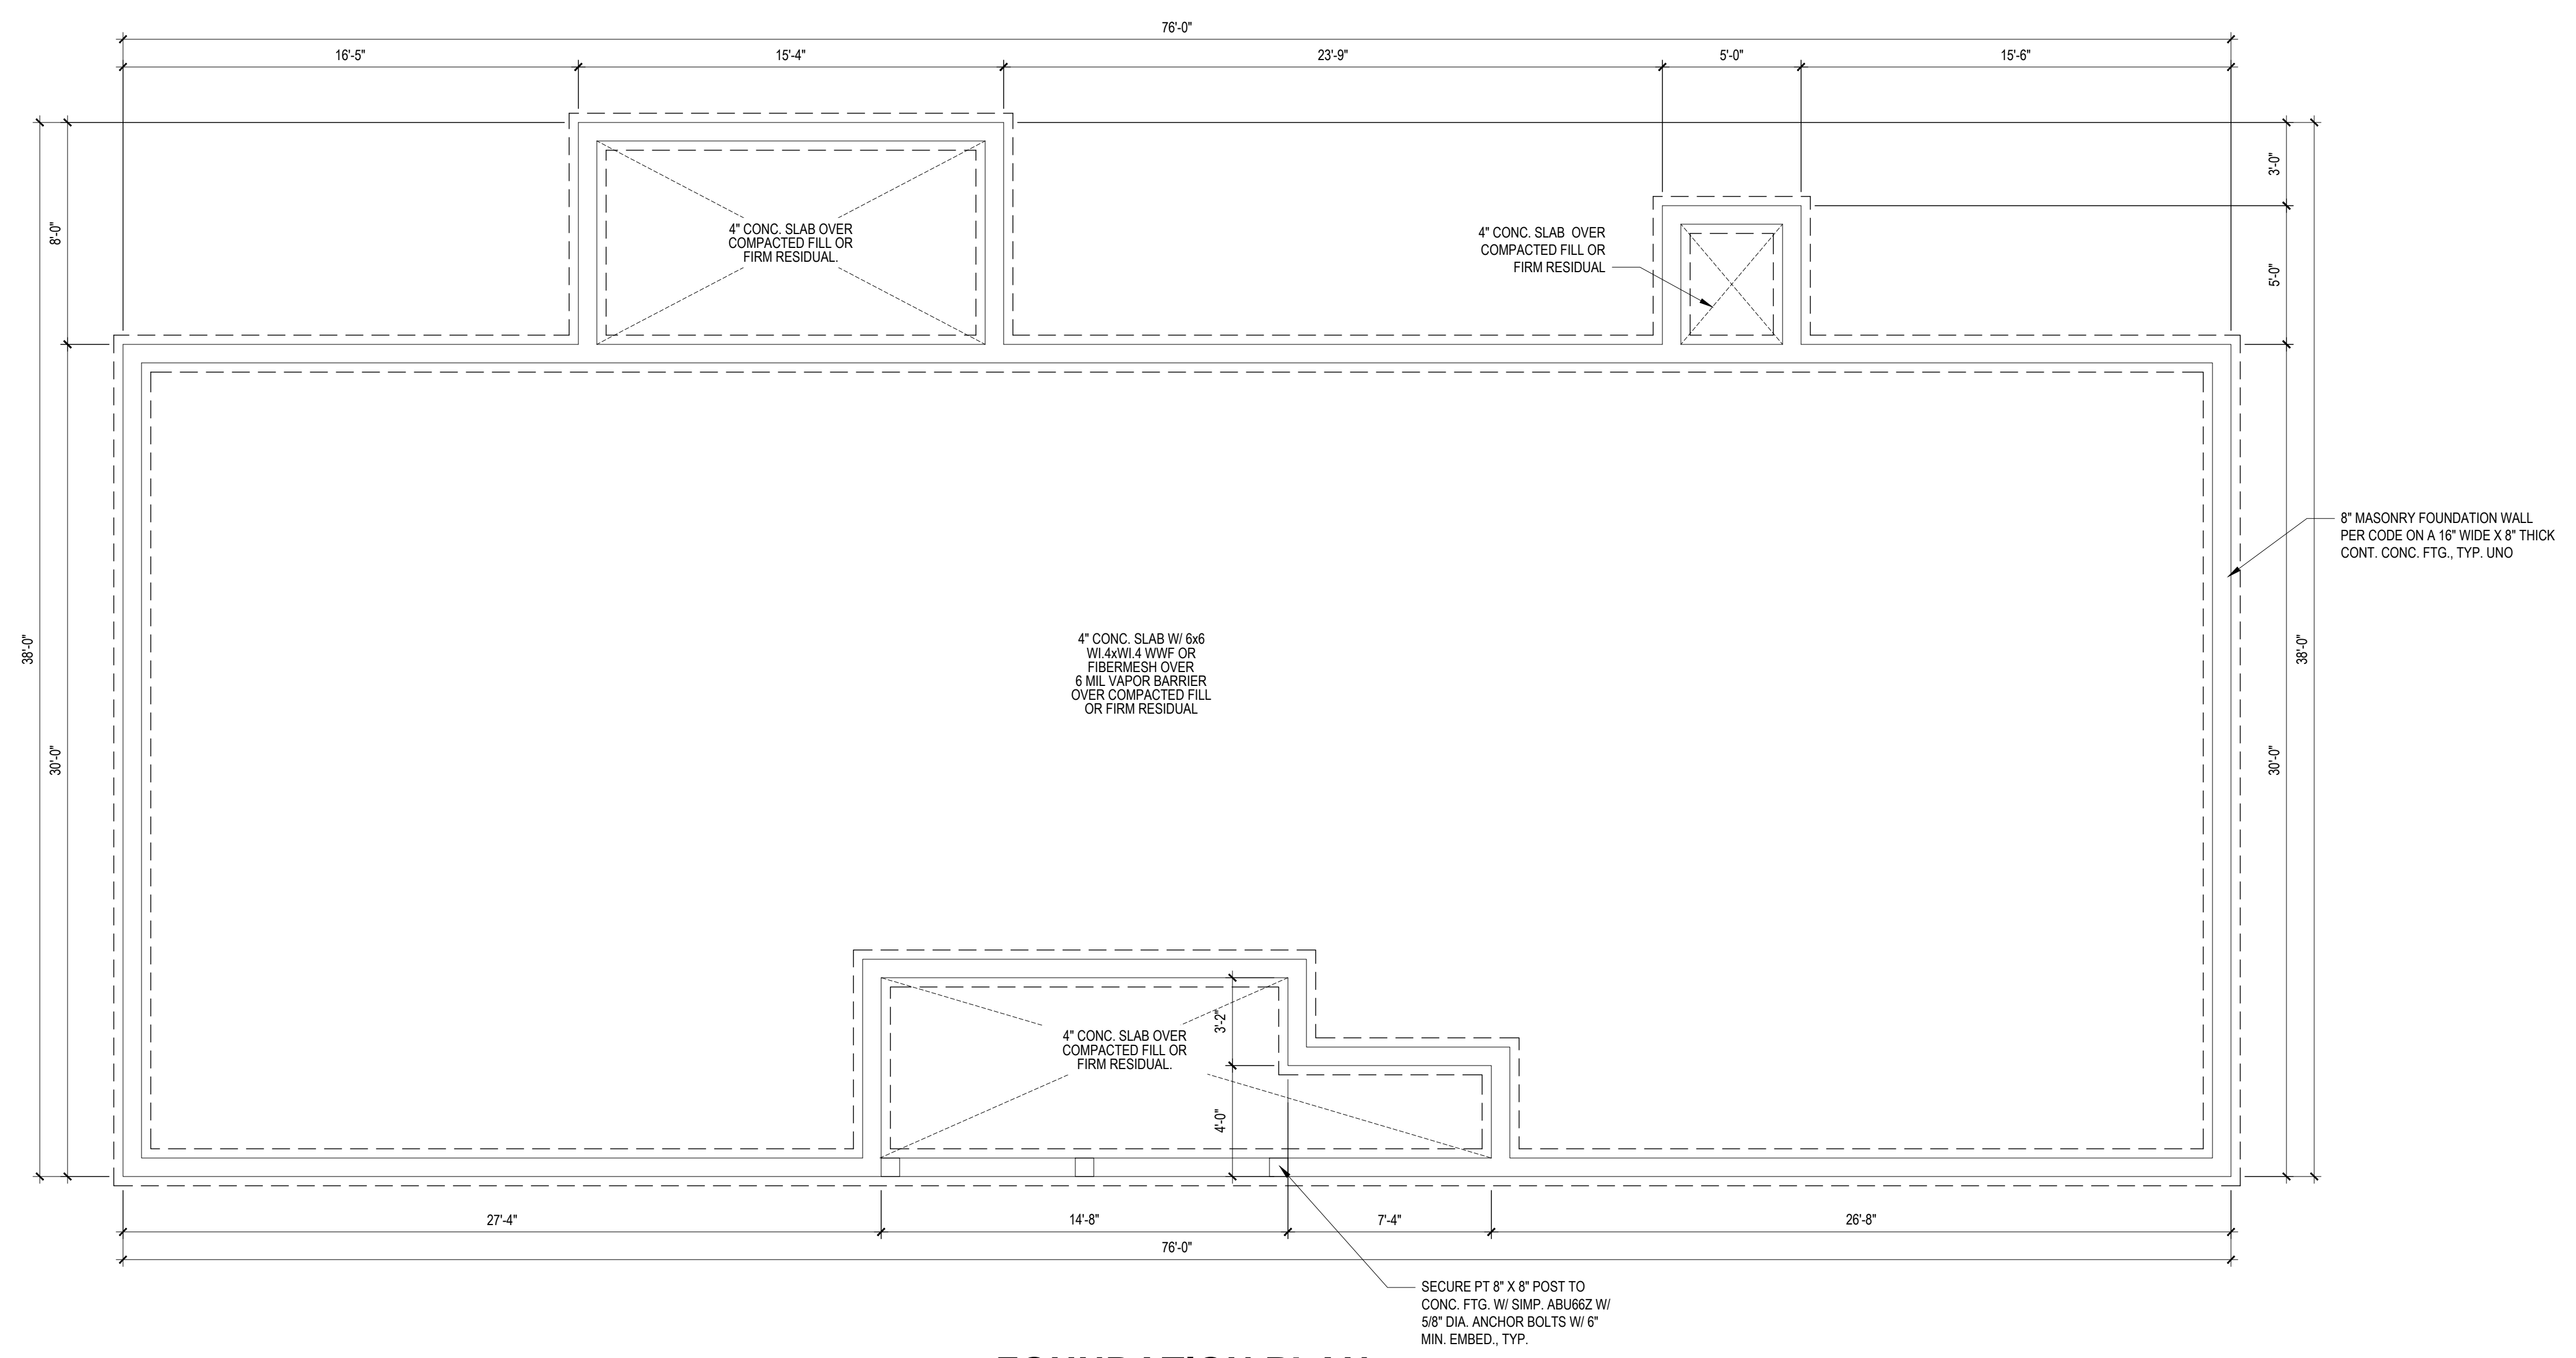 76'-0"
16'-5"
15'-4"
23'-9"
5'-0"
15'-6"
3'-0"
8'-0"
4" CONC. SLAB OVER
COMPACTED FILL OR
FIRM RESIDUAL.
4" CONC. SLAB OVER
COMPACTED FILL OR
FIRM RESIDUAL
5'-0"
8" MASONRY FOUNDATION WALL
PER CODE ON A 16" WIDE X 8" THICK
CONT. CONC. FTG., TYP. UNO
38'-0"
30'-0"
4" CONC. SLAB W/ 6x6
WI.4xWI.4 WWF OR
FIBERMESH OVER
6 MIL VAPOR BARRIER
OVER COMPACTED FILL
OR FIRM RESIDUAL
38'-0"
30'-0"
4" CONC. SLAB OVER
COMPACTED FILL OR
FIRM RESIDUAL.
3'-2"
4'-0"
27'-4"
14'-8"
7'-4"
26'-8"
76'-0"
SECURE PT 8" X 8" POST TO
CONC. FTG. W/ SIMP. ABU66Z W/
5/8" DIA. ANCHOR BOLTS W/ 6"
MIN. EMBED., TYP.
FOUNDATION PLAN